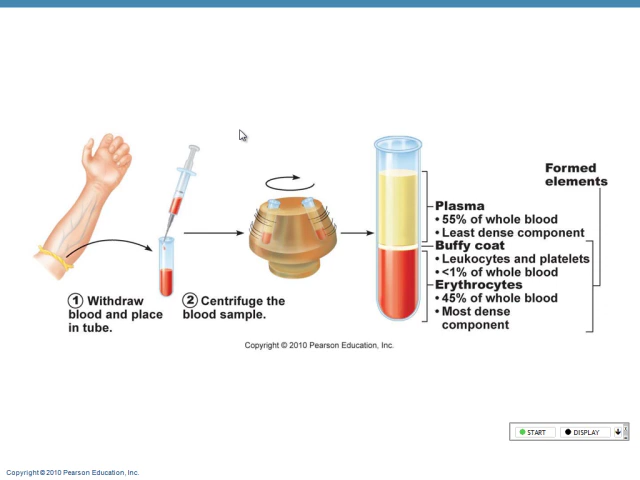 Formed
elements
Plasma
• 55% of whole blood
• Least dense component
Buffy coat
• Leukocytes and platelets
• <1% of whole blood
Erythrocytes
• 45% of whole blood
• Most dense
component
1 Withdraw
blood and place
in tube.
2 Centrifuge the
blood sample.
Copyright © 2010 Pearson Education, Inc.
START
DISPLAY
Copyright © 2010 Pearson Education, Inc.